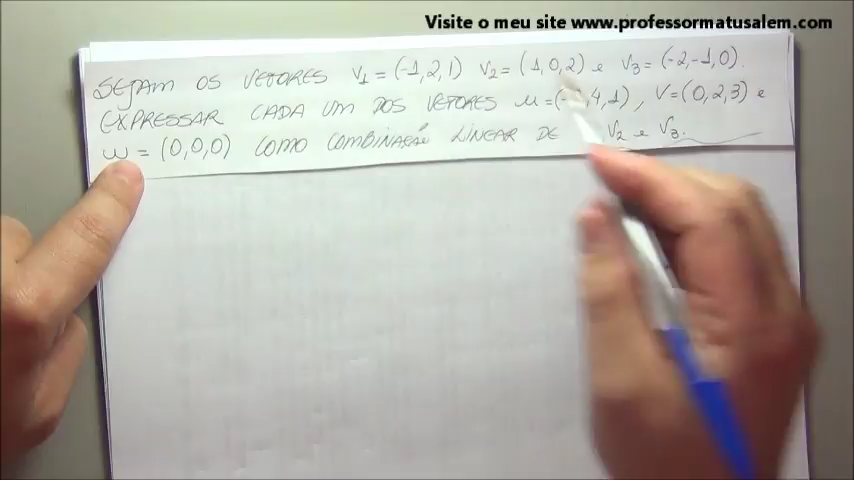 Visite o meu site www.professormatusalem.com
SEJAM OS VETORES V1 = (-1,2,1) V2 = (1,0,2) e V3 = (-2,-1,0).
EXPRESSAR CADA UM DOS VETORES u = ( ,4,1), V = (0,2,3) e
w = (0,0,0) COMO COMBINAÇÃO LINEAR DE V2 e V3.